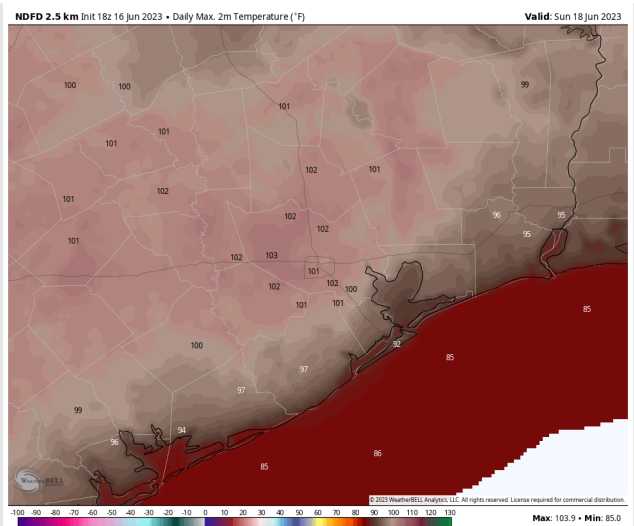 NDFD 2.5 km Init 18z 16 Jun 2023 • Daily Max. 2m Temperature (°F) Valid: Sun 18 Jun 2023
100 100 99
101
101 101
102 101
102
101 102 96 95
102 95
101 102 103
101
102 102 100
101 101 85
100 92
85
97
97
99
94
96
86
85
WeatherBELL
© 2023 WeatherBELL Analytics, LLC. All rights reserved. License required for commercial distribution.
-100 -90 -80 -70 -60 -50 -40 -30 -20 -10 0 10 20 30 40 50 60 70 80 90 100 110 120 130
Max: 103.9 • Min: 85.0